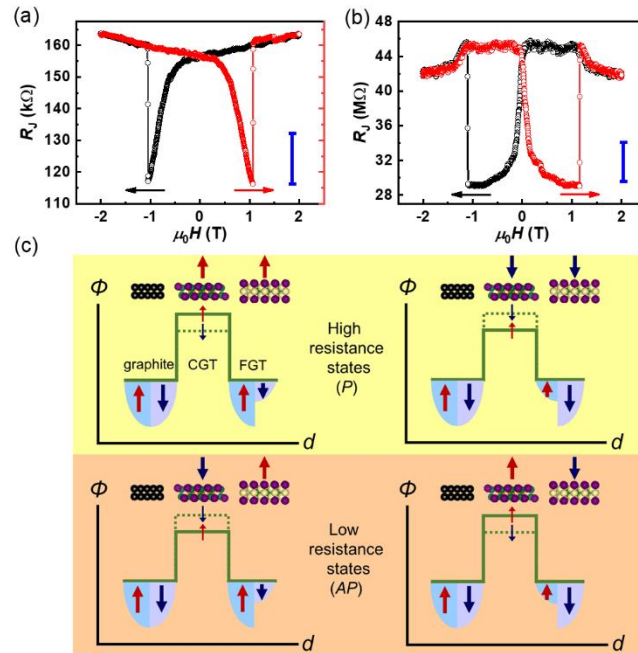 (a)
(b)
170
160
150
140
130
120
110
R_J (kΩ)
-2 -1 0 1 2
μ₀H (T)
48
44
40
36
32
28
R_J (MΩ)
-2 -1 0 1 2
μ₀H (T)
(c)
Φ
graphite CGT FGT
d
High
resistance
states
(P)
Φ
d
Φ
d
Low
resistance
states
(AP)
Φ
d